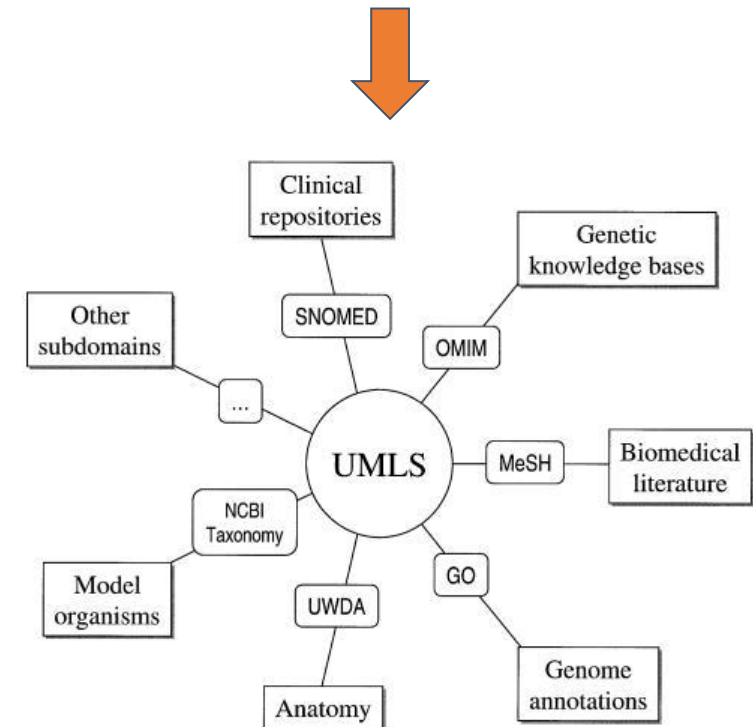 Clinical
repositories
Genetic
knowledge bases
SNOMED
OMIM
Other
subdomains
...
UMLS
MeSH
Biomedical
literature
NCBI
Taxonomy
GO
Model
organisms
UWDA
Genome
annotations
Anatomy